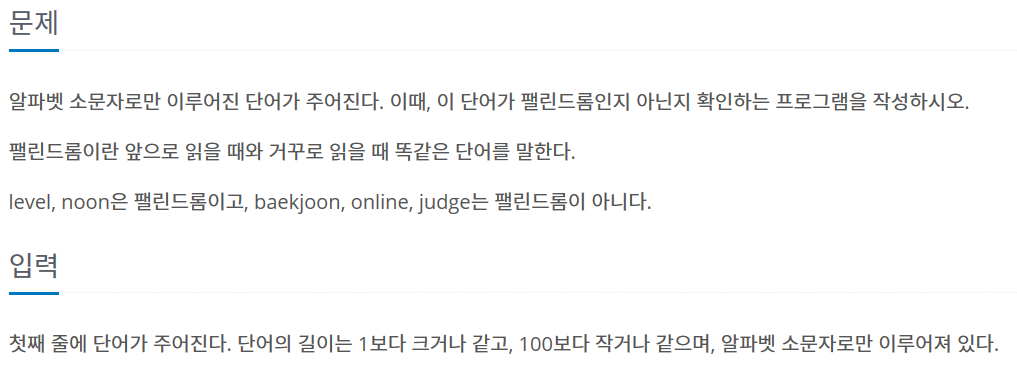 문제
알파벳 소문자로만 이루어진 단어가 주어진다. 이때, 이 단어가 팰린드롬인지 아닌지 확인하는 프로그램을 작성하시오.
팰린드롬이란 앞으로 읽을 때와 거꾸로 읽을 때 똑같은 단어를 말한다.
level, noon은 팰린드롬이고, baekjoon, online, judge는 팰린드롬이 아니다.
입력
첫째 줄에 단어가 주어진다. 단어의 길이는 1보다 크거나 같고, 100보다 작거나 같으며, 알파벳 소문자로만 이루어져 있다.